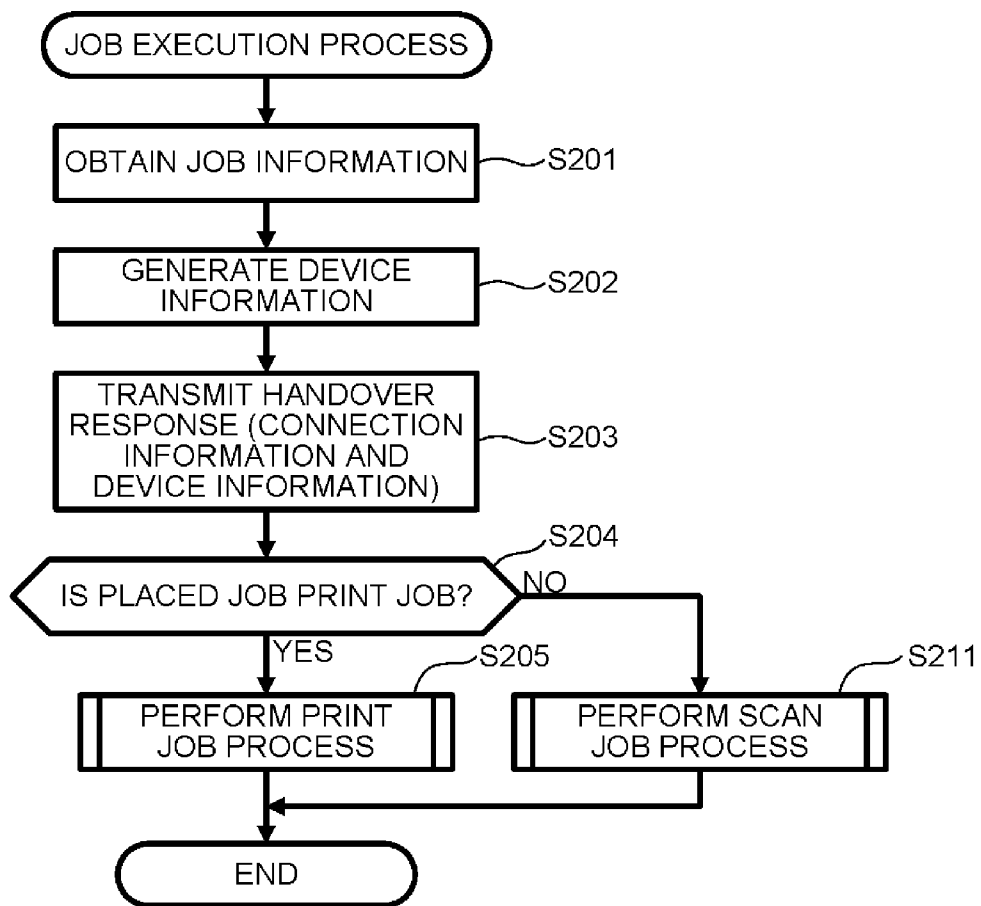 JOB EXECUTION PROCESS
OBTAIN JOB INFORMATION
S201
GENERATE DEVICE
INFORMATION
S202
TRANSMIT HANDOVER
RESPONSE (CONNECTION
INFORMATION AND
DEVICE INFORMATION)
S203
S204
IS PLACED JOB PRINT JOB?
NO
YES
S205
S211
PERFORM PRINT
JOB PROCESS
PERFORM SCAN
JOB PROCESS
END